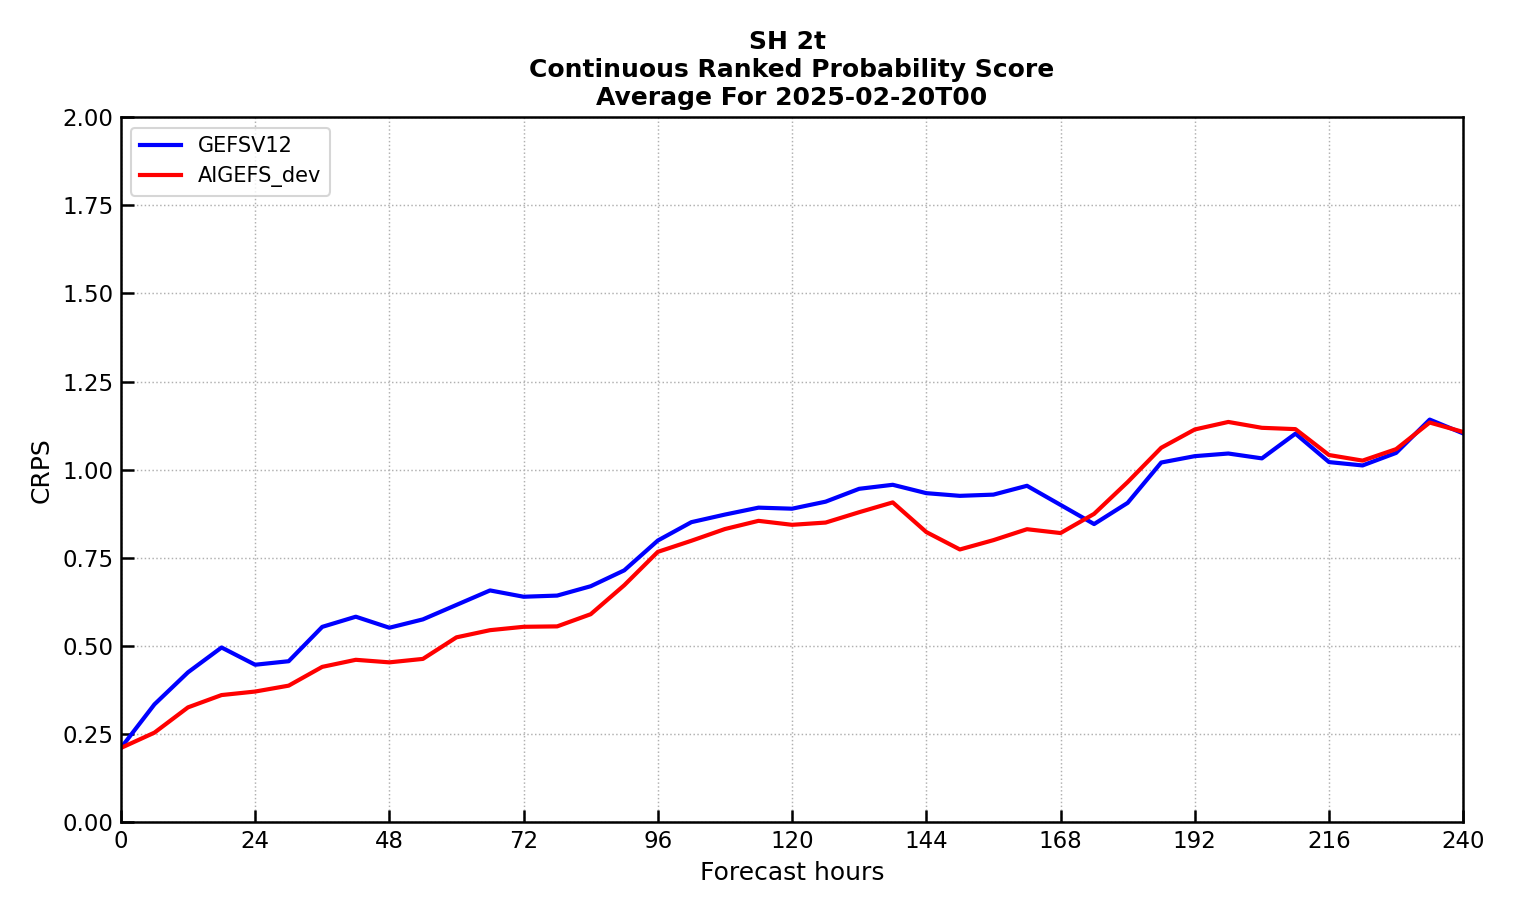 SH 2t
Continuous Ranked Probability Score
Average For 2025-02-20T00
2.00
1.75
1.50
1.25
1.00
0.75
0.50
0.25
0.00
CRPS
GEFSV12
AIGEFS_dev
0 24 48 72 96 120 144 168 192 216 240
Forecast hours